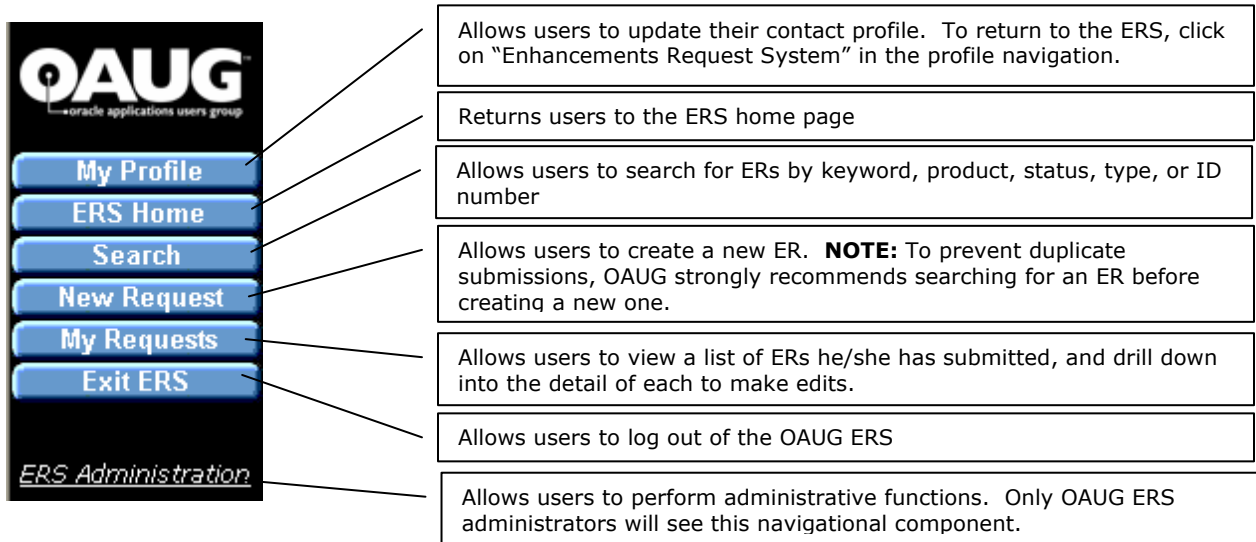 OAUG™
oracle applications users group
My Profile
ERS Home
Search
New Request
My Requests
Exit ERS
ERS Administration
Allows users to update their contact profile.  To return to the ERS, click
on “Enhancements Request System” in the profile navigation.
Returns users to the ERS home page
Allows users to search for ERs by keyword, product, status, type, or ID
number
Allows users to create a new ER.  NOTE: To prevent duplicate
submissions, OAUG strongly recommends searching for an ER before
creating a new one.
Allows users to view a list of ERs he/she has submitted, and drill down
into the detail of each to make edits.
Allows users to log out of the OAUG ERS
Allows users to perform administrative functions.  Only OAUG ERS
administrators will see this navigational component.